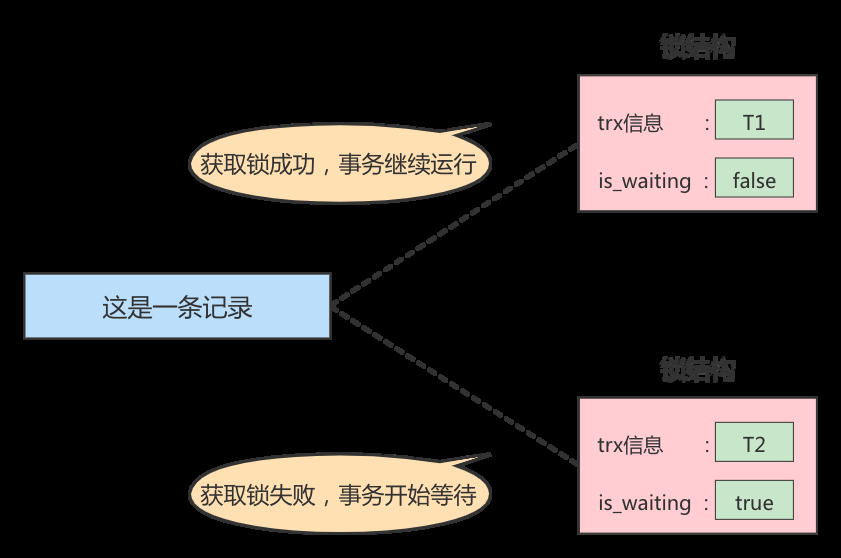 锁结构
trx信息 : T1
获取锁成功，事务继续运行
is_waiting : false
这是一条记录
锁结构
trx信息 : T2
获取锁失败，事务开始等待
is_waiting : true